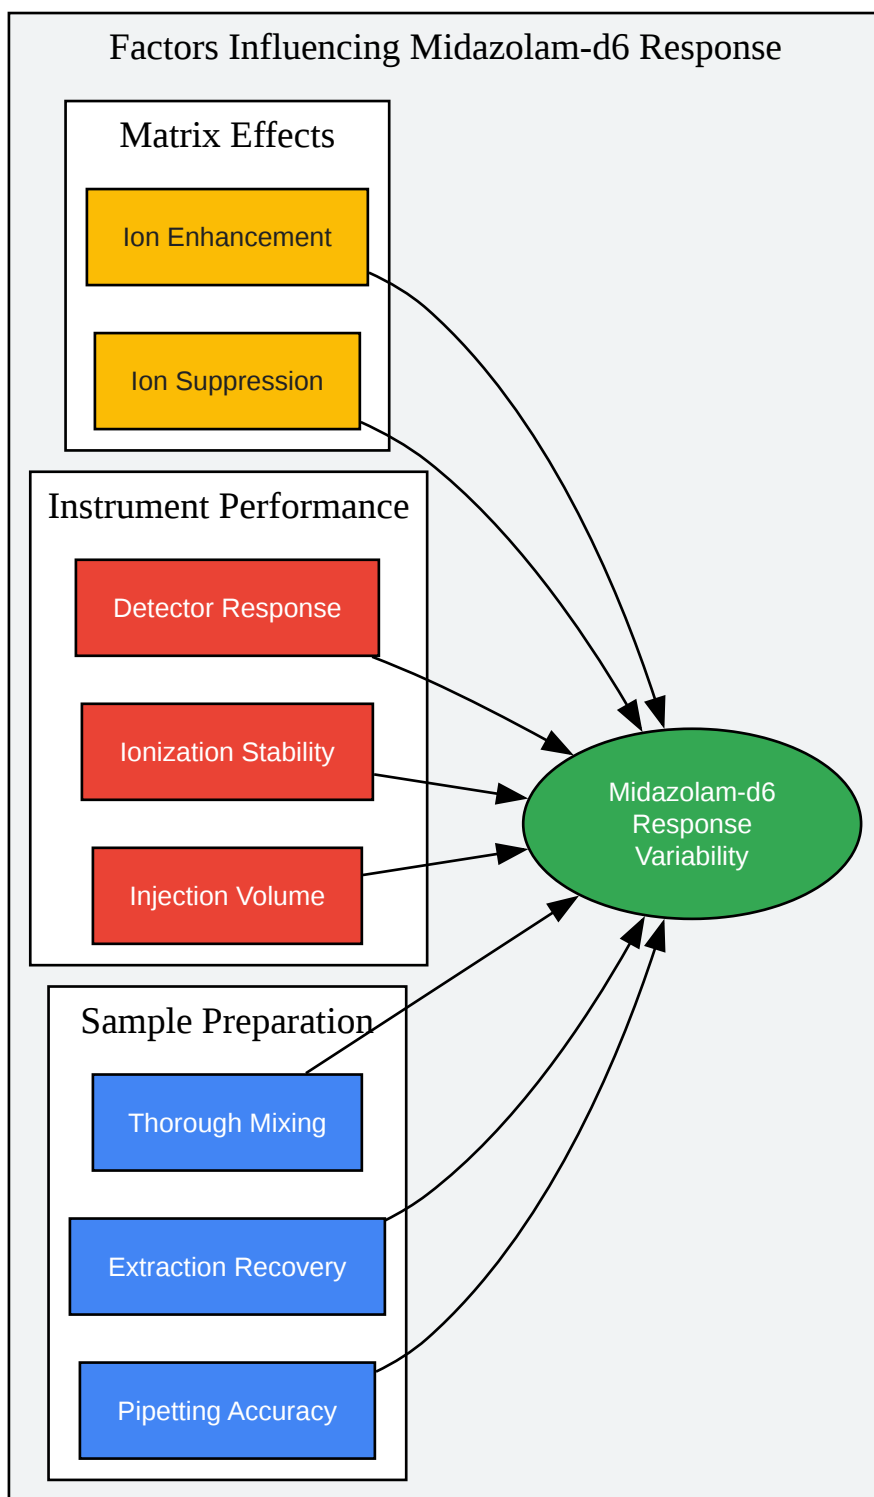 Factors Influencing Midazolam-d6 Response
Matrix Effects
Ion Enhancement
Ion Suppression
Instrument Performance
Detector Response
Ionization Stability
Injection Volume
Midazolam-d6
Response
Variability
Sample Preparation
Thorough Mixing
Extraction Recovery
Pipetting Accuracy